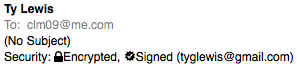 Ty Lewis
To: clm09@me.com
(No Subject)
Security: Encrypted, Signed (tyglewis@gmail.com)